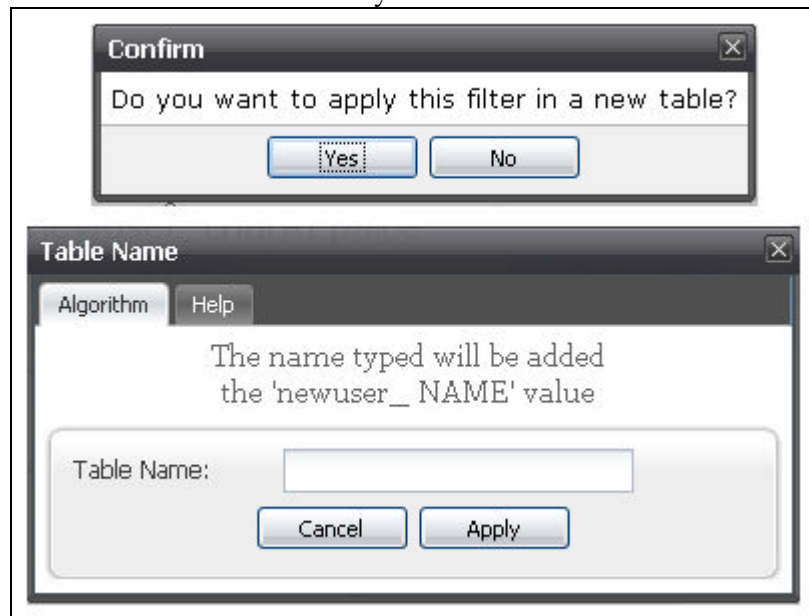 Confirm
Do you want to apply this filter in a new table?
Yes No
Table Name
Algorithm Help
The name typed will be added
the 'newuser_ NAME' value
Table Name:
Cancel Apply